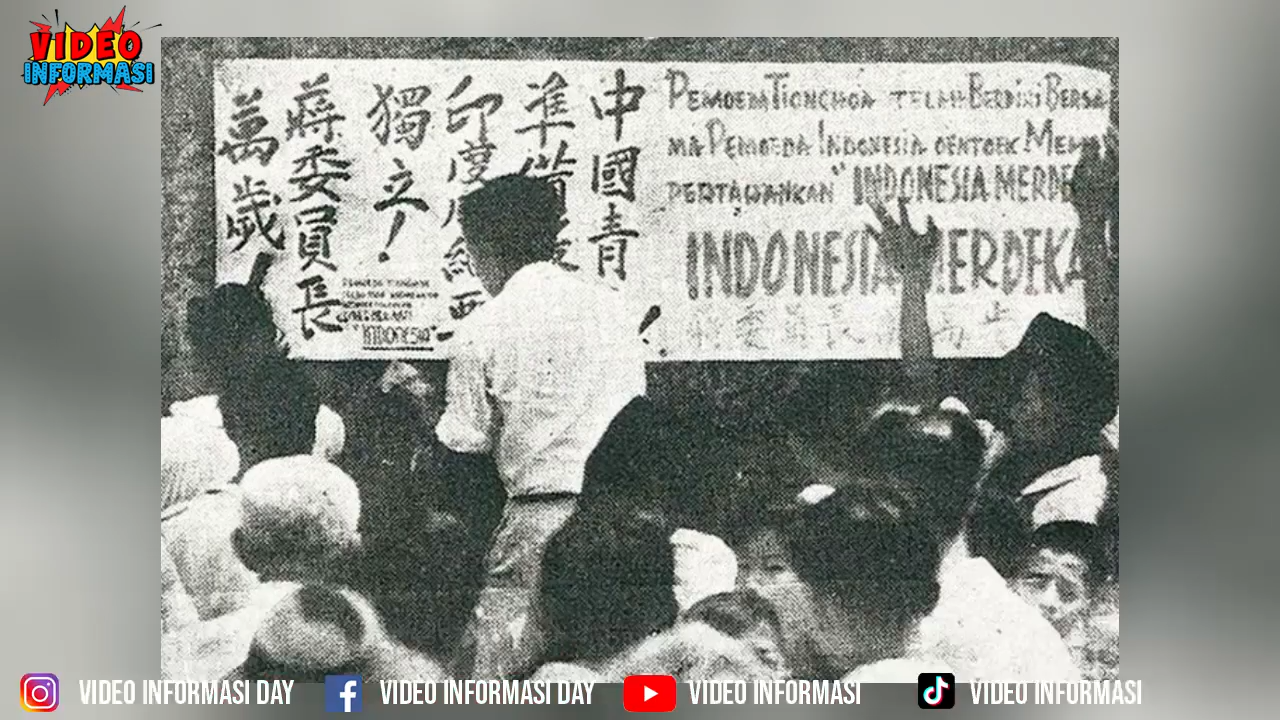 VIDEO
INFORMASI
中國青
準備
印度
獨立!
蔣委員長
萬歲
PEMOEDA TIONGHOA TELAH BERDIRI BERSA
MA PEMOEDA INDONESIA OENTOEK MEM
PERTAHANKAN "INDONESIA MERDE
INDONESIA MERDEKA
"INDONESIA"
VIDEO INFORMASI DAY
VIDEO INFORMASI DAY
VIDEO INFORMASI
VIDEO INFORMASI